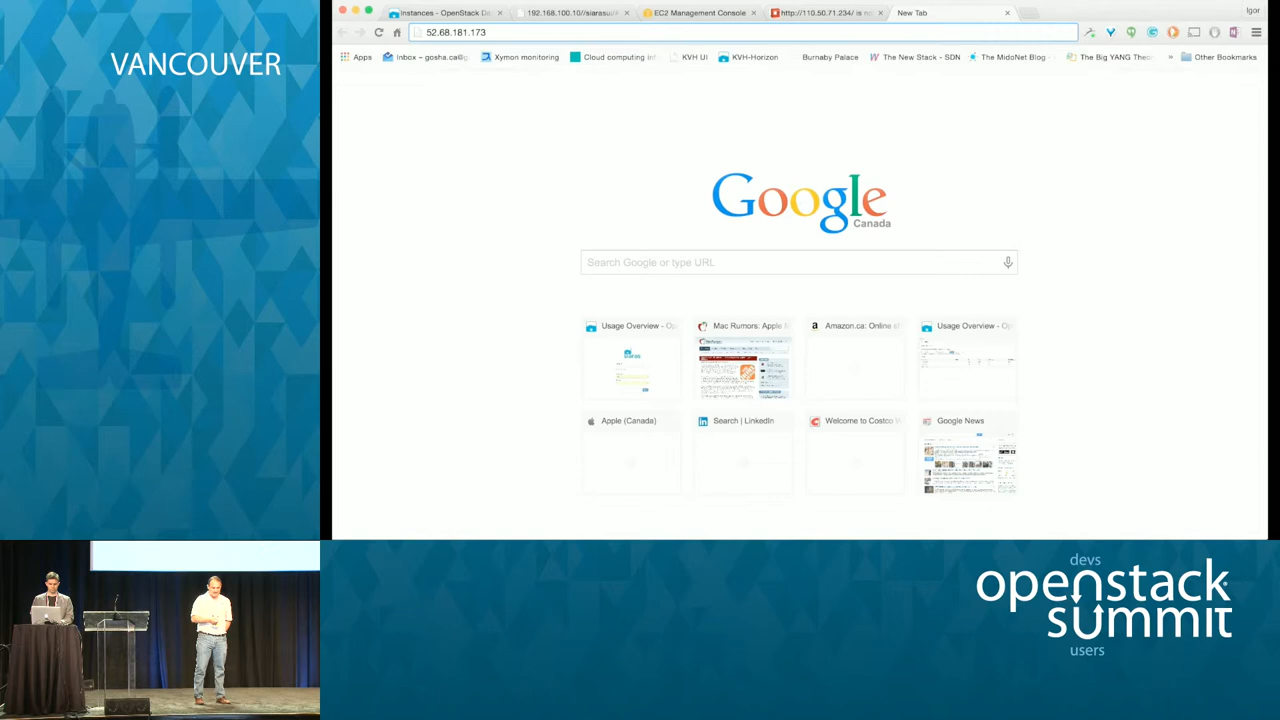 VANCOUVER
instances - OpenStack Da
192.168.100.10//siarasui/#
EC2 Management Console
http://110.50.71.234/ is no
New Tab
Igor
52.68.181.173
Apps
Inbox – gosha.ca@g
Xymon monitoring
Cloud computing inf
KVH UI
KVH-Horizon
Burnaby Palace
The New Stack - SDN
The MidoNet Blog -
The Big YANG Theo
»
Other Bookmarks
Google
Canada
Search Google or type URL
Usage Overview - Op
Mac Rumors: Apple
Amazon.ca: Online s
Usage Overview - Op
siaras
Apple (Canada)
Search | LinkedIn
Welcome to Costco W
Google News
devs
openstack
summit
users